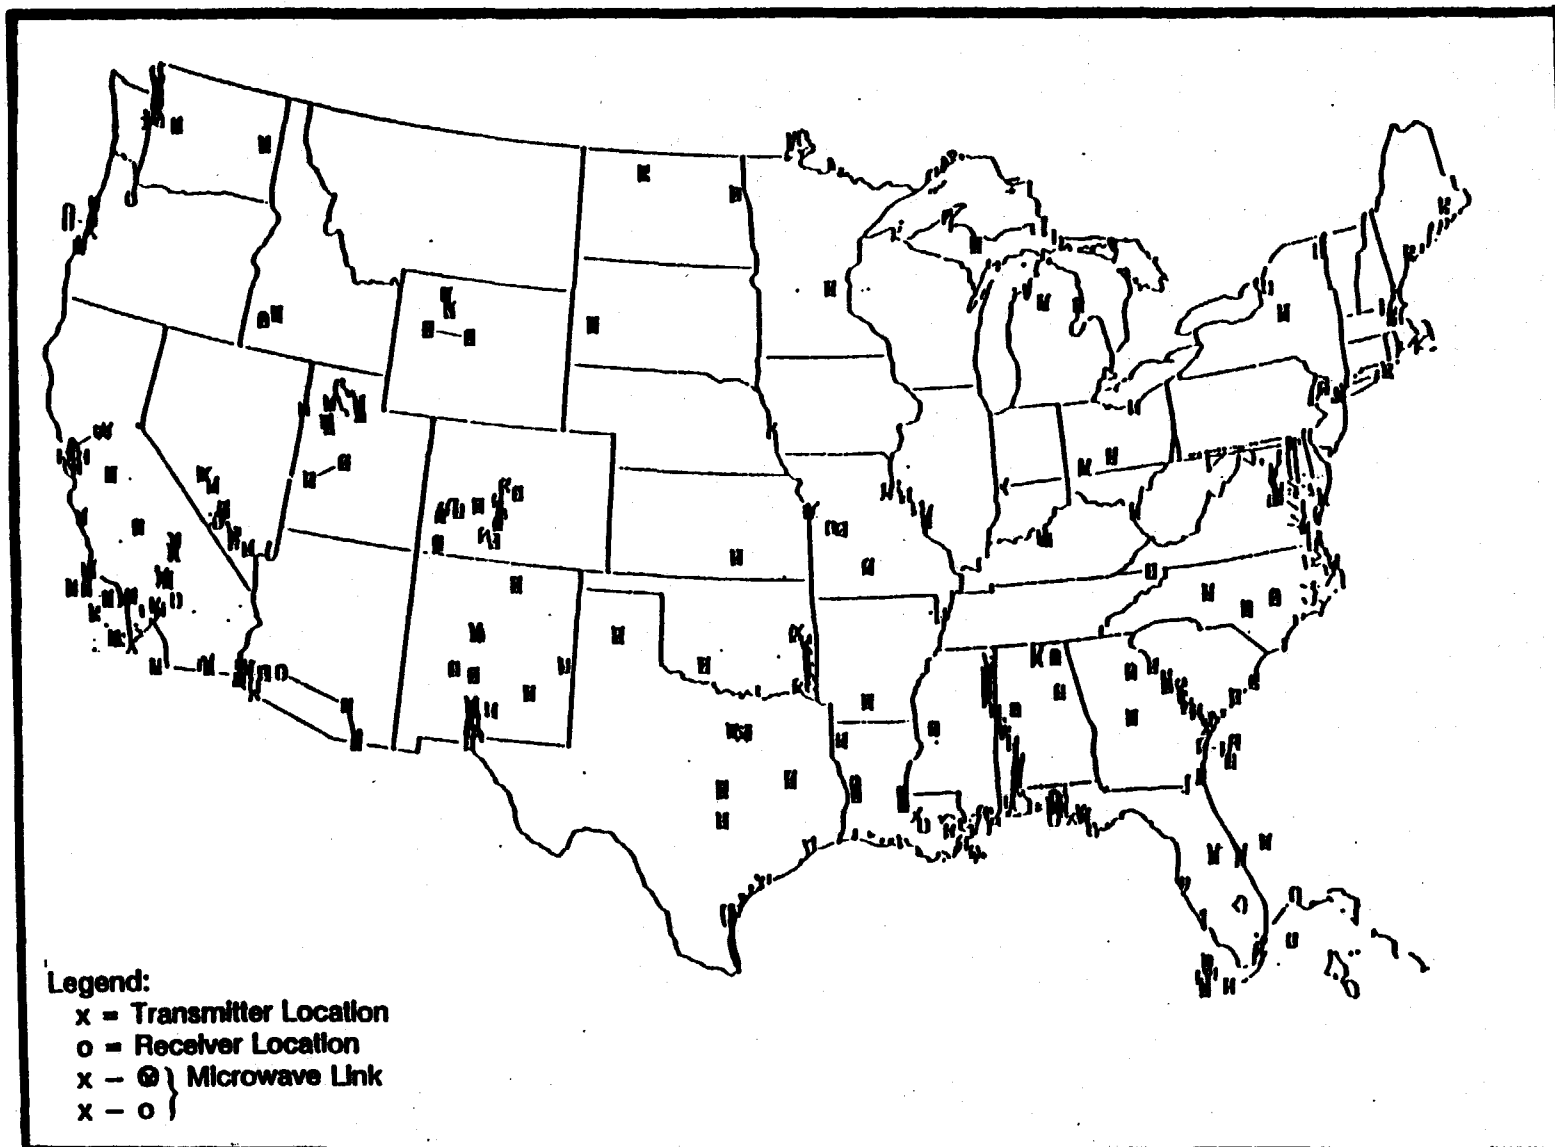 Legend:
x = Transmitter Location
o = Receiver Location
x – ⓧ } Microwave Link
x – o